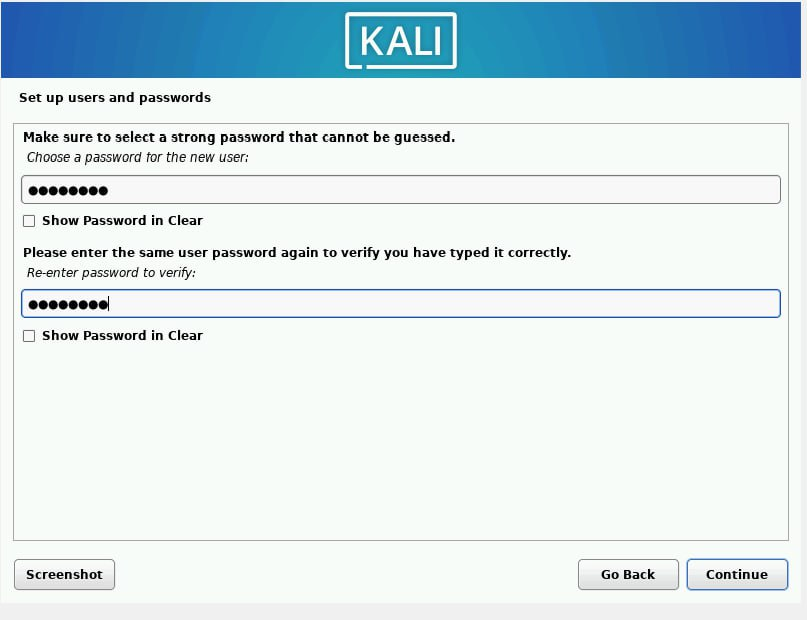 KALI
Set up users and passwords
Make sure to select a strong password that cannot be guessed.
Choose a password for the new user:
●●●●●●●●
Show Password in Clear
Please enter the same user password again to verify you have typed it correctly.
Re-enter password to verify:
●●●●●●●●
Show Password in Clear
Screenshot
Go Back
Continue